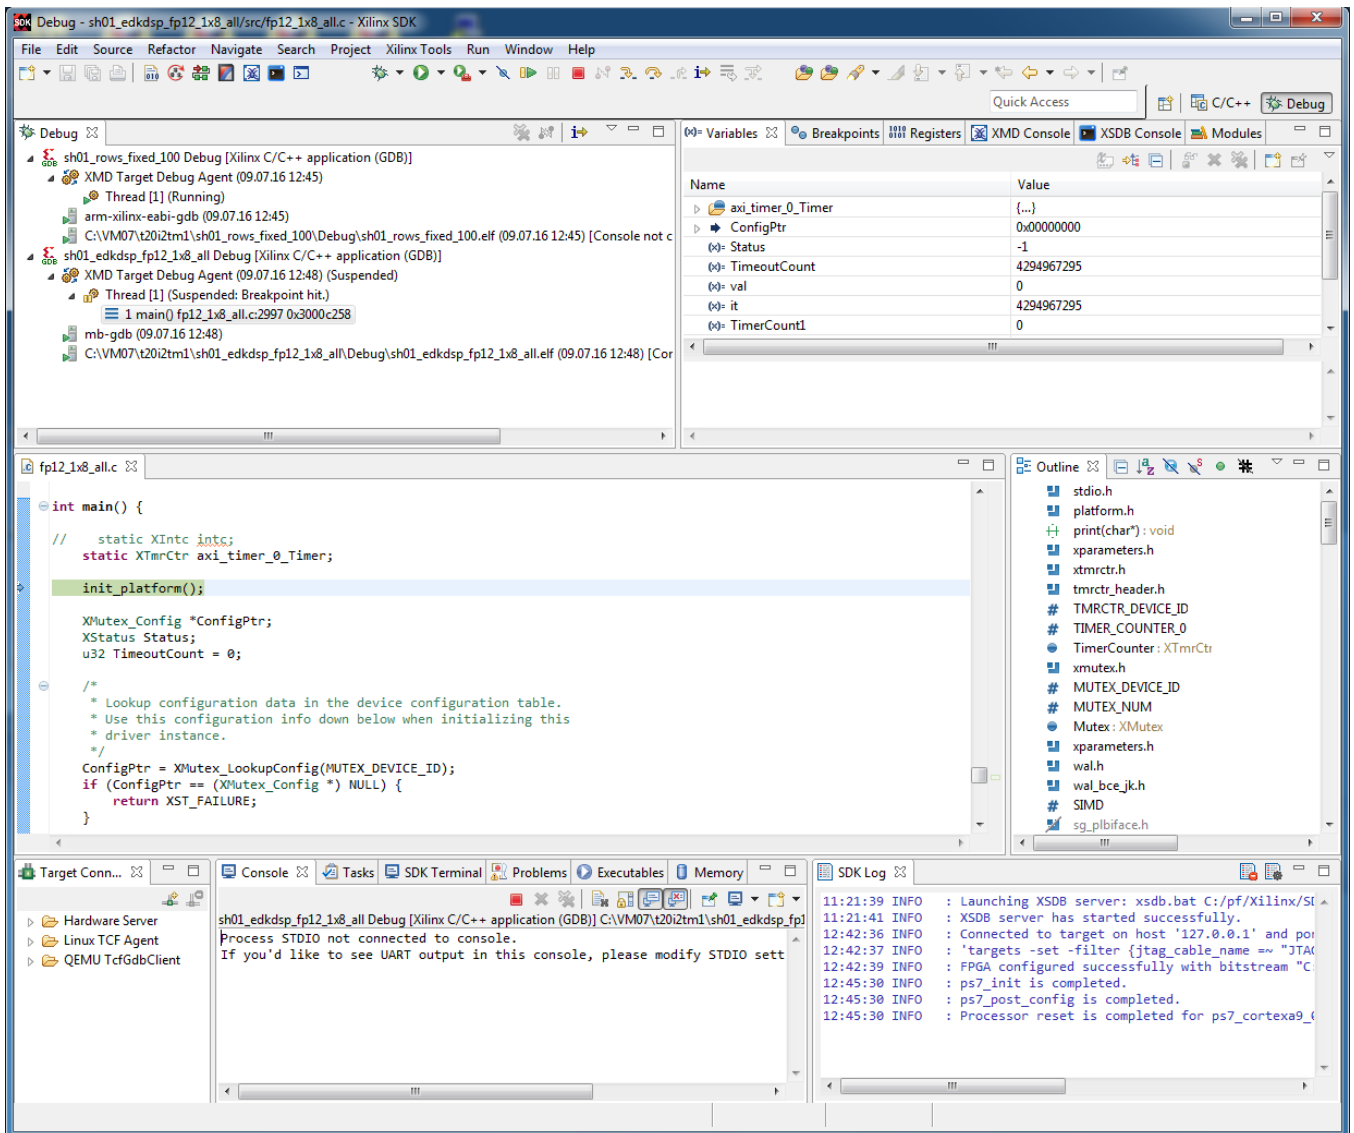 Debug - sh01_edkdsp_fp12_1x8_all/src/fp12_1x8_all.c - Xilinx SDK
File Edit Source Refactor Navigate Search Project Xilinx Tools Run Window Help
Quick Access
C/C++
Debug
Debug
sh01_rows_fixed_100 Debug [Xilinx C/C++ application (GDB)]
XMD Target Debug Agent (09.07.16 12:45)
Thread [1] (Running)
arm-xilinx-eabi-gdb (09.07.16 12:45)
C:\VM07\t20i2tm1\sh01_rows_fixed_100\Debug\sh01_rows_fixed_100.elf (09.07.16 12:45) [Console not c
sh01_edkdsp_fp12_1x8_all Debug [Xilinx C/C++ application (GDB)]
XMD Target Debug Agent (09.07.16 12:48) (Suspended)
Thread [1] (Suspended: Breakpoint hit.)
1 main() fp12_1x8_all.c:2997 0x3000c258
mb-gdb (09.07.16 12:48)
C:\VM07\t20i2tm1\sh01_edkdsp_fp12_1x8_all\Debug\sh01_edkdsp_fp12_1x8_all.elf (09.07.16 12:48) [Cor
(x)= Variables Breakpoints Registers XMD Console XSDB Console Modules
Name Value
axi_timer_0_Timer {...}
ConfigPtr 0x00000000
(x)= Status -1
(x)= TimeoutCount 4294967295
(x)= val 0
(x)= it 4294967295
(x)= TimerCount1 0
fp12_1x8_all.c
int main() {
// static XIntc intc;
static XTmrCtr axi_timer_0_Timer;
init_platform();
XMutex_Config *ConfigPtr;
XStatus Status;
u32 TimeoutCount = 0;
/*
* Lookup configuration data in the device configuration table.
* Use this configuration info down below when initializing this
* driver instance.
*/
ConfigPtr = XMutex_LookupConfig(MUTEX_DEVICE_ID);
if (ConfigPtr == (XMutex_Config *) NULL) {
return XST_FAILURE;
}
Outline
stdio.h
platform.h
print(char*) : void
xparameters.h
xtmrctr.h
tmrctr_header.h
# TMRCTR_DEVICE_ID
# TIMER_COUNTER_0
TimerCounter : XTmrCtr
xmutex.h
# MUTEX_DEVICE_ID
# MUTEX_NUM
Mutex : XMutex
xparameters.h
wal.h
wal_bce_jk.h
# SIMD
sg_plbiface.h
Target Conn...
Hardware Server
Linux TCF Agent
QEMU TcfGdbClient
Console Tasks SDK Terminal Problems Executables Memory
sh01_edkdsp_fp12_1x8_all Debug [Xilinx C/C++ application (GDB)] C:\VM07\t20i2tm1\sh01_edkdsp_fp1
Process STDIO not connected to console.
If you'd like to see UART output in this console, please modify STDIO sett
SDK Log
11:21:39 INFO : Launching XSDB server: xsdb.bat C:/pf/Xilinx/SD
11:21:41 INFO : XSDB server has started successfully.
12:42:36 INFO : Connected to target on host '127.0.0.1' and por
12:42:37 INFO : 'targets -set -filter {jtag_cable_name =~ "JTAG
12:42:39 INFO : FPGA configured successfully with bitstream "C:
12:45:30 INFO : ps7_init is completed.
12:45:30 INFO : ps7_post_config is completed.
12:45:30 INFO : Processor reset is completed for ps7_cortexa9_0